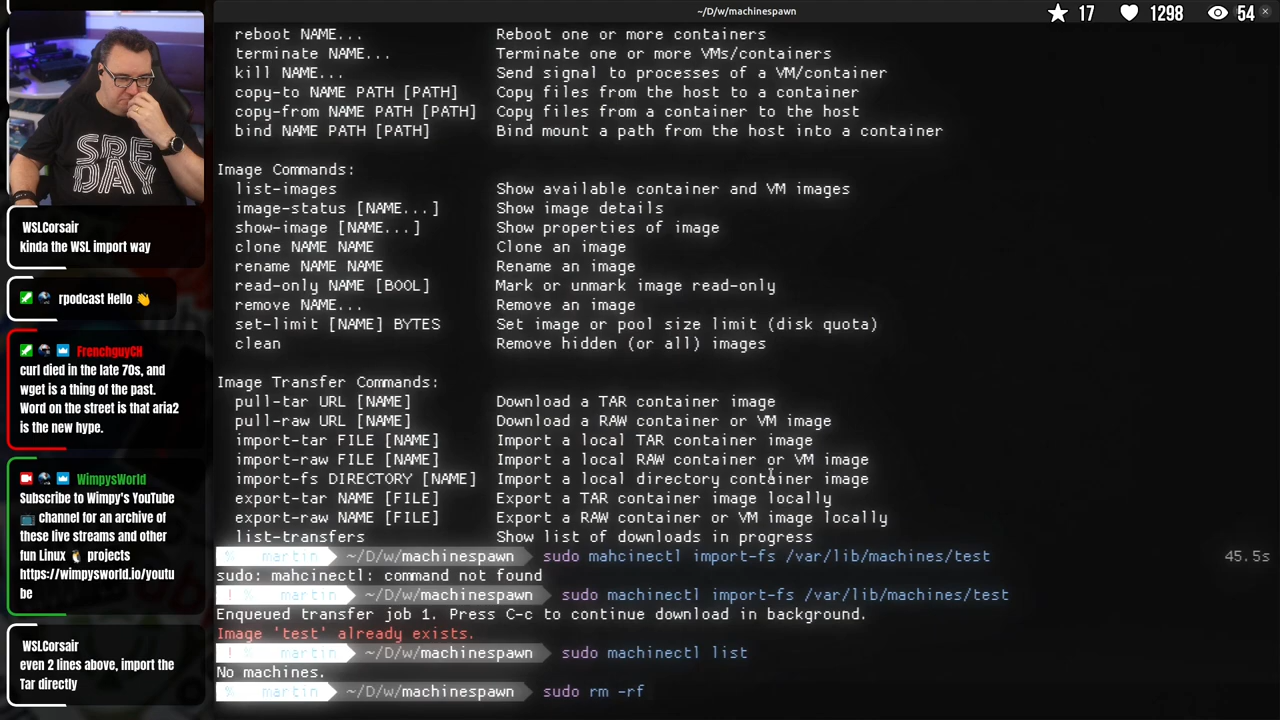 ~/D/w/machinespawn
17
1298
54
SRE
DAY
WSLCorsair
kinda the WSL import way
rpodcast Hello 👋
FrenchguyCH
curl died in the late 70s, and
wget is a thing of the past.
Word on the street is that aria2
is the new hype.
WimpysWorld
Subscribe to Wimpy's YouTube
📺 channel for an archive of
these live streams and other
fun Linux 🐧 projects
https://wimpysworld.io/youtu
be
WSLCorsair
even 2 lines above, import the
Tar directly
reboot NAME... Reboot one or more containers
terminate NAME... Terminate one or more VMs/containers
kill NAME... Send signal to processes of a VM/container
copy-to NAME PATH [PATH] Copy files from the host to a container
copy-from NAME PATH [PATH] Copy files from a container to the host
bind NAME PATH [PATH] Bind mount a path from the host into a container
Image Commands:
list-images Show available container and VM images
image-status [NAME...] Show image details
show-image [NAME...] Show properties of image
clone NAME NAME Clone an image
rename NAME NAME Rename an image
read-only NAME [BOOL] Mark or unmark image read-only
remove NAME... Remove an image
set-limit [NAME] BYTES Set image or pool size limit (disk quota)
clean Remove hidden (or all) images
Image Transfer Commands:
pull-tar URL [NAME] Download a TAR container image
pull-raw URL [NAME] Download a RAW container or VM image
import-tar FILE [NAME] Import a local TAR container image
import-raw FILE [NAME] Import a local RAW container or VM image
import-fs DIRECTORY [NAME] Import a local directory container image
export-tar NAME [FILE] Export a TAR container image locally
export-raw NAME [FILE] Export a RAW container or VM image locally
list-transfers Show list of downloads in progress
% martin ~/D/w/machinespawn sudo mahcinectl import-fs /var/lib/machines/test 45.5s
sudo: mahcinectl: command not found
! % martin ~/D/w/machinespawn sudo machinectl import-fs /var/lib/machines/test
Enqueued transfer job 1. Press C-c to continue download in background.
Image 'test' already exists.
! % martin ~/D/w/machinespawn sudo machinectl list
No machines.
% martin ~/D/w/machinespawn sudo rm -rf